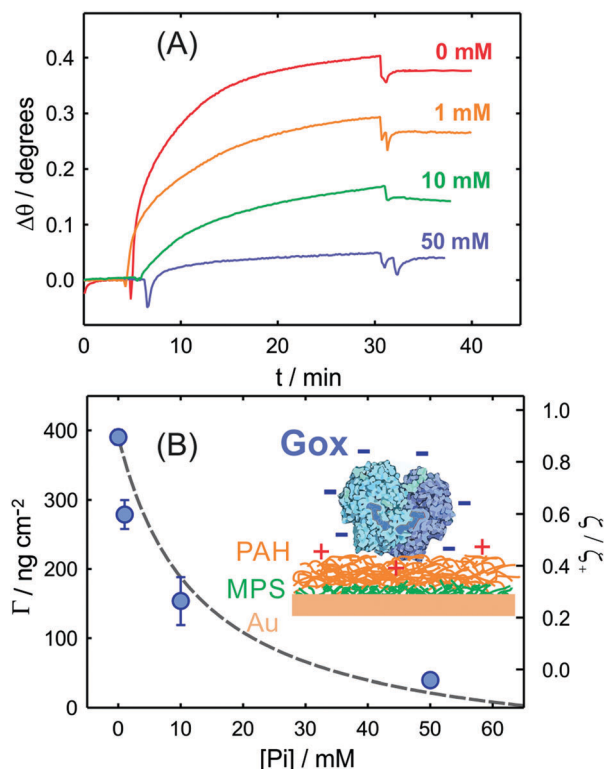 (A)
0 mM
1 mM
10 mM
50 mM
Δθ / degrees
0.4
0.3
0.2
0.1
0.0
0 10 20 30 40
t / min
(B)
Gox
PAH
MPS
Au
Γ / ng cm⁻²
400
300
200
100
0
ζ / ζ₊
1.0
0.8
0.6
0.4
0.2
0.0
0 10 20 30 40 50 60
[Pi] / mM